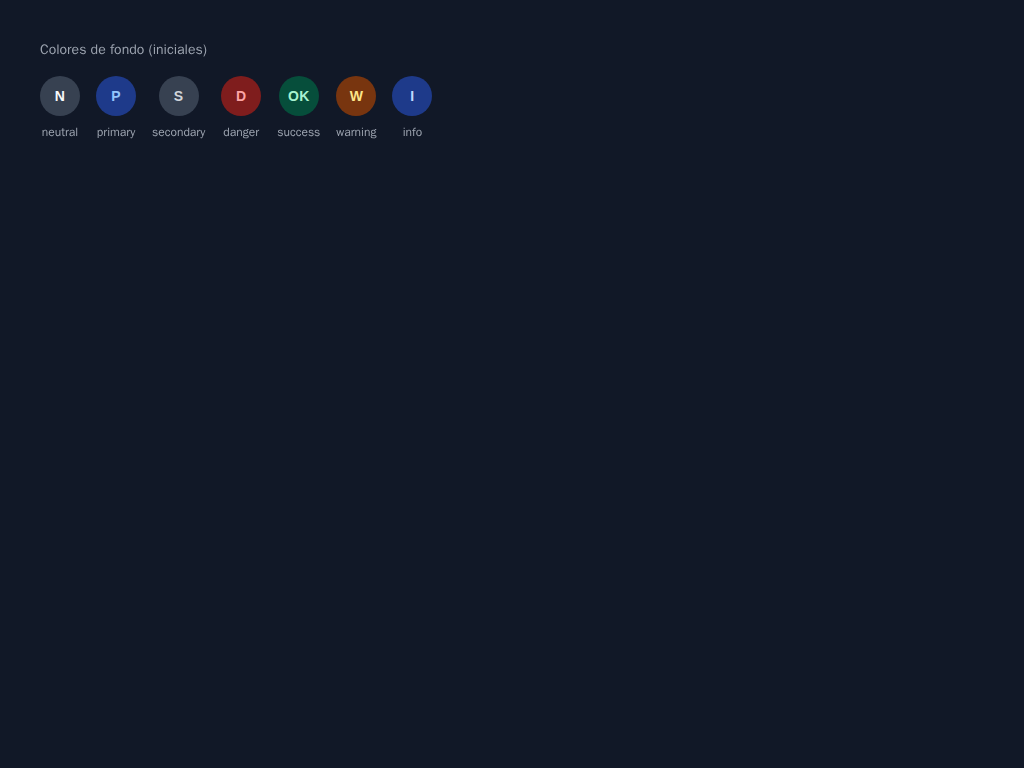 Colores de fondo (iniciales)
N P S D OK W I
neutral primary secondary danger success warning info